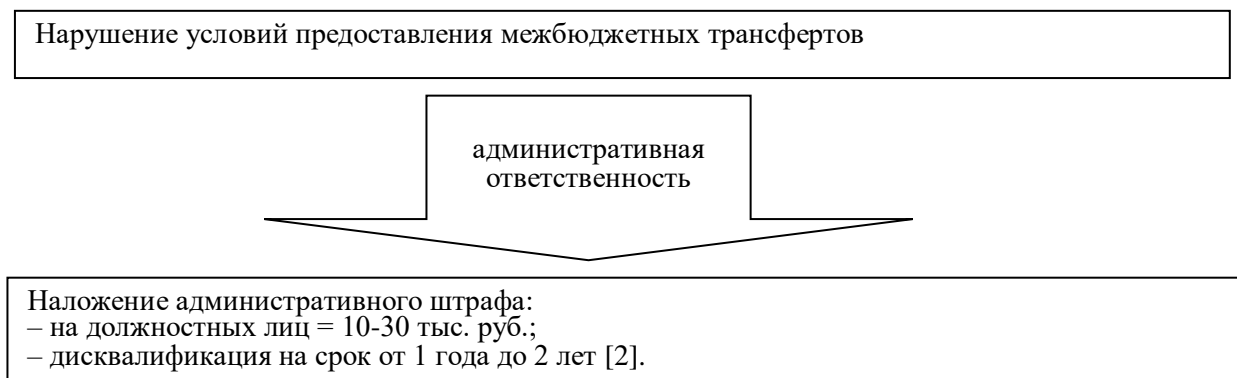 Нарушение условий предоставления межбюджетных трансфертов
административная
ответственность
Наложение административного штрафа:
– на должностных лиц = 10-30 тыс. руб.;
– дисквалификация на срок от 1 года до 2 лет [2].